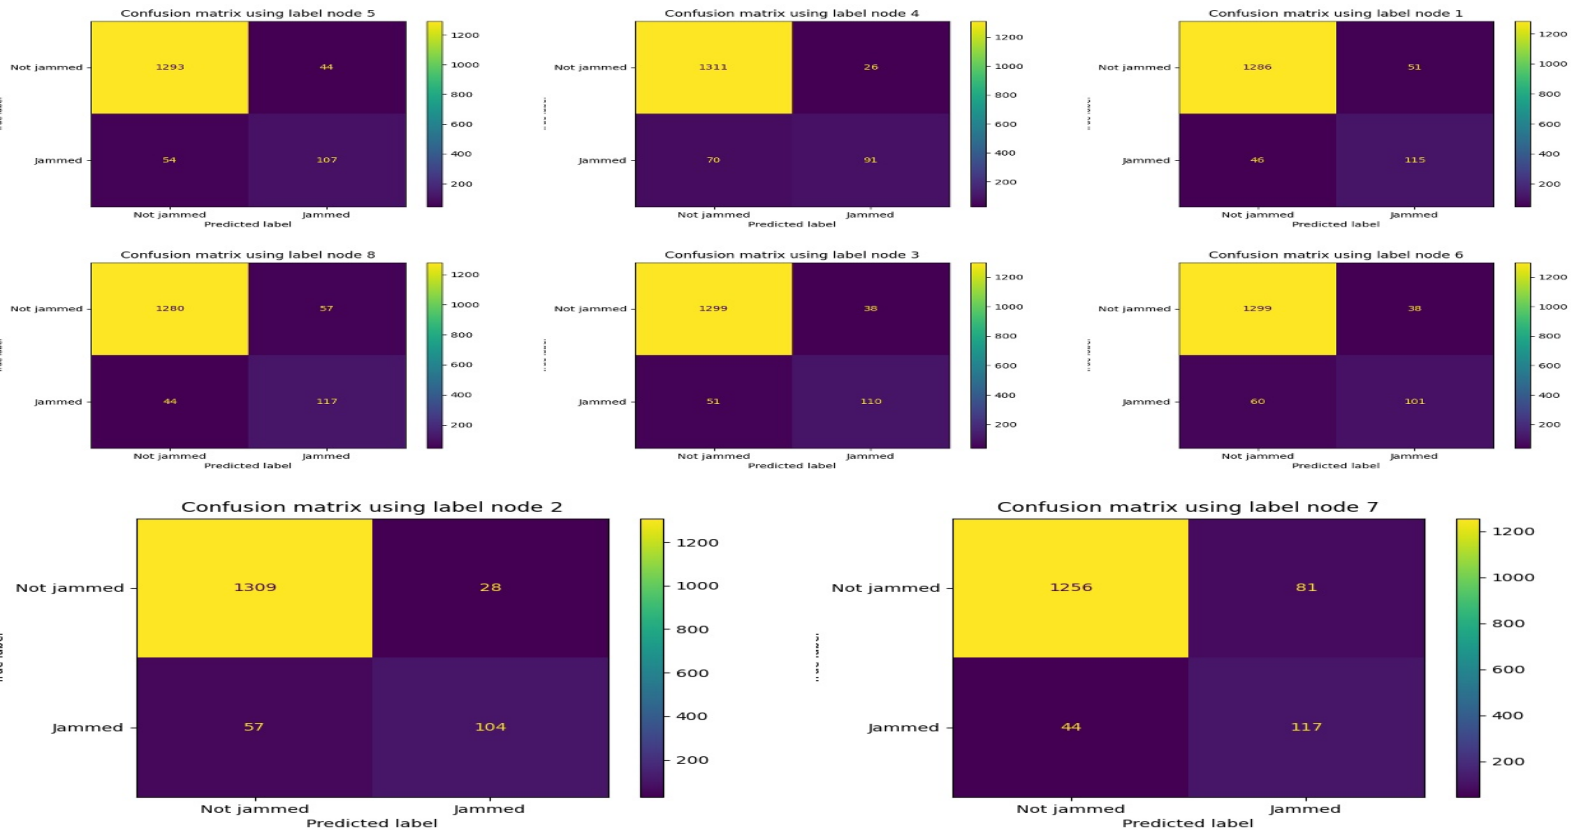 Confusion matrix using label node 5
Not jammed 1293 44
Jammed 54 107
Not jammed Jammed
Predicted label
1200
1000
800
600
400
200
Confusion matrix using label node 4
Not jammed 1311 26
Jammed 70 91
Not jammed Jammed
Predicted label
1200
1000
800
600
400
200
Confusion matrix using label node 1
Not jammed 1286 51
Jammed 46 115
Not jammed Jammed
Predicted label
1200
1000
800
600
400
200
Confusion matrix using label node 8
Not jammed 1280 57
Jammed 44 117
Not jammed Jammed
Predicted label
1200
1000
800
600
400
200
Confusion matrix using label node 3
Not jammed 1299 38
Jammed 51 110
Not jammed Jammed
Predicted label
1200
1000
800
600
400
200
Confusion matrix using label node 6
Not jammed 1299 38
Jammed 60 101
Not jammed Jammed
Predicted label
1200
1000
800
600
400
200
Confusion matrix using label node 2
Not jammed 1309 28
Jammed 57 104
Not jammed Jammed
Predicted label
1200
1000
800
600
400
200
Confusion matrix using label node 7
Not jammed 1256 81
Jammed 44 117
Not jammed Jammed
Predicted label
1200
1000
800
600
400
200